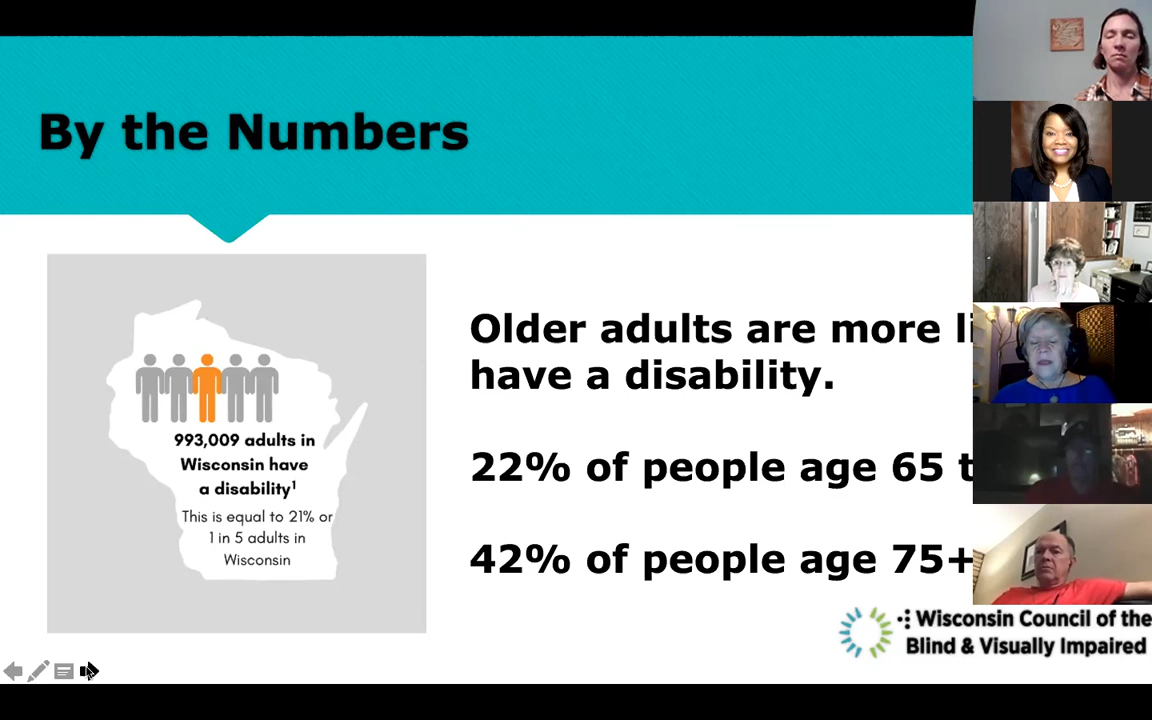 By the Numbers
993,009 adults in
Wisconsin have
a disability¹
This is equal to 21% or
1 in 5 adults in
Wisconsin
Older adults are more
have a disability.
22% of people age 65
42% of people age 75+
Wisconsin Council of the
Blind & Visually Impaired